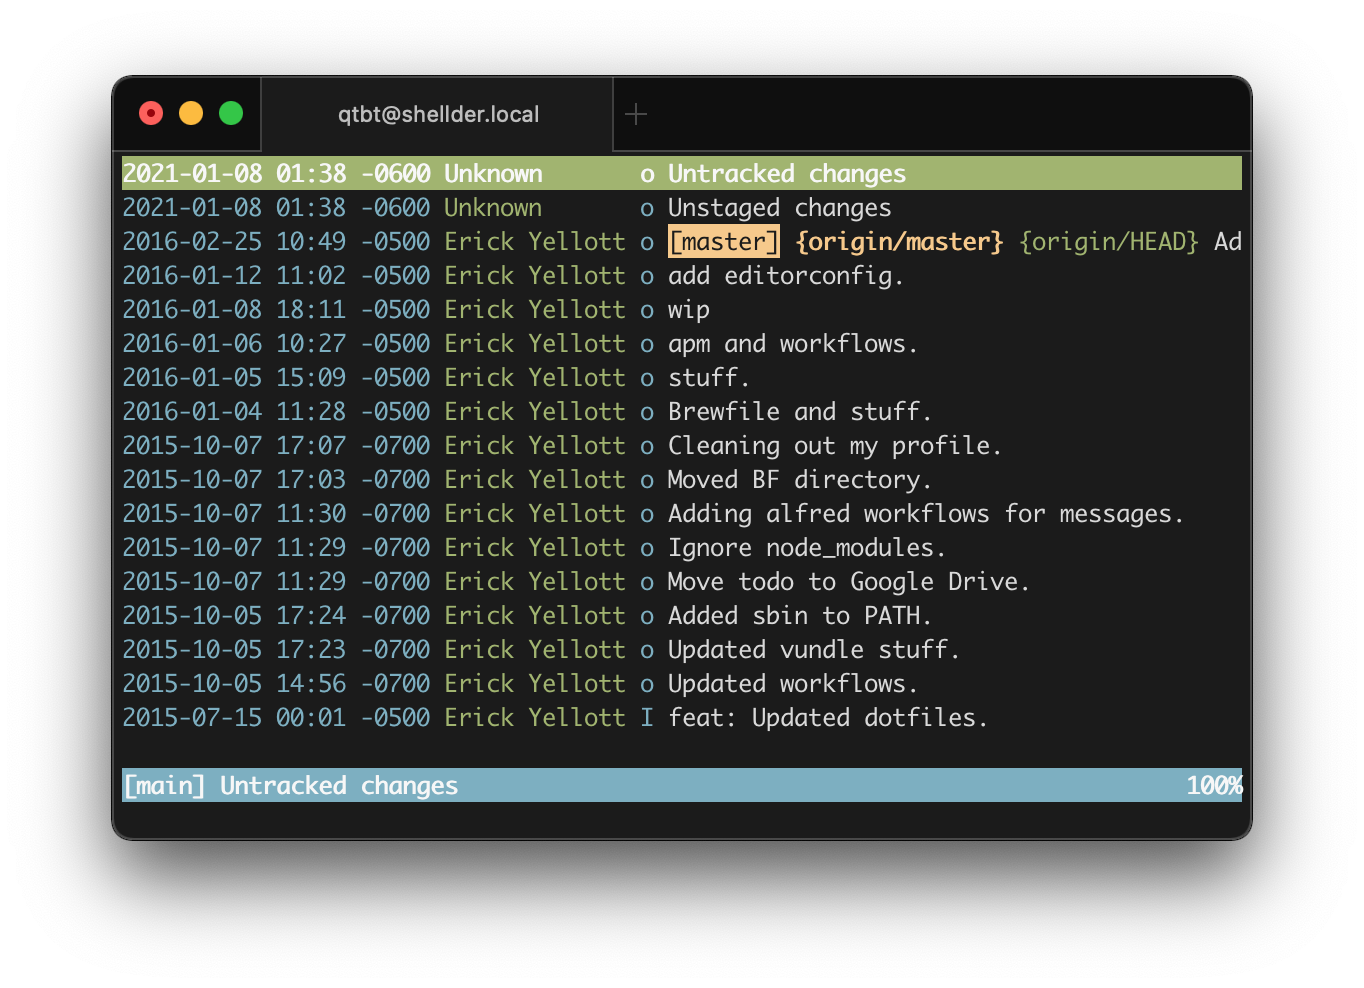 qtbt@shellder.local
2021-01-08 01:38 -0600 Unknown       o Untracked changes
2021-01-08 01:38 -0600 Unknown       o Unstaged changes
2016-02-25 10:49 -0500 Erick Yellott o [master] {origin/master} {origin/HEAD} Ad
2016-01-12 11:02 -0500 Erick Yellott o add editorconfig.
2016-01-08 18:11 -0500 Erick Yellott o wip
2016-01-06 10:27 -0500 Erick Yellott o apm and workflows.
2016-01-05 15:09 -0500 Erick Yellott o stuff.
2016-01-04 11:28 -0500 Erick Yellott o Brewfile and stuff.
2015-10-07 17:07 -0700 Erick Yellott o Cleaning out my profile.
2015-10-07 17:03 -0700 Erick Yellott o Moved BF directory.
2015-10-07 11:30 -0700 Erick Yellott o Adding alfred workflows for messages.
2015-10-07 11:29 -0700 Erick Yellott o Ignore node_modules.
2015-10-07 11:29 -0700 Erick Yellott o Move todo to Google Drive.
2015-10-05 17:24 -0700 Erick Yellott o Added sbin to PATH.
2015-10-05 17:23 -0700 Erick Yellott o Updated vundle stuff.
2015-10-05 14:56 -0700 Erick Yellott o Updated workflows.
2015-07-15 00:01 -0500 Erick Yellott I feat: Updated dotfiles.
[main] Untracked changes 100%